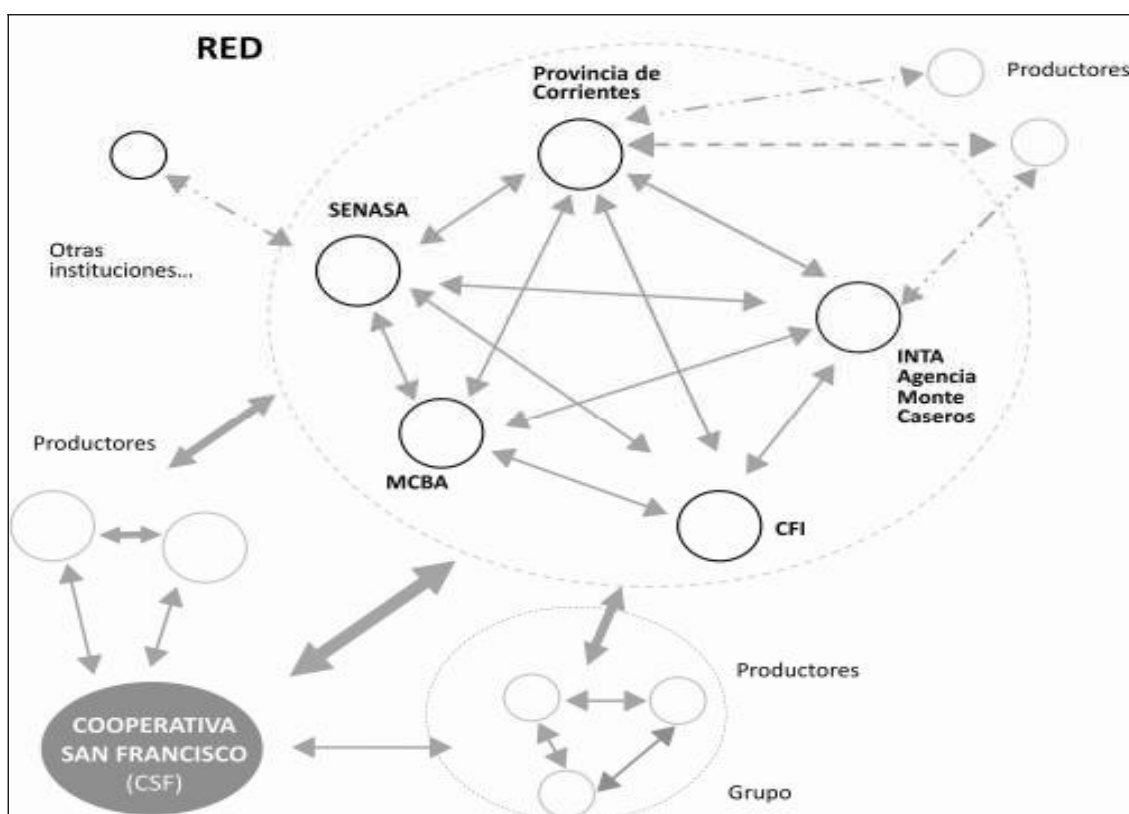 RED
Provincia de
Corrientes
Productores
SENASA
Otras
instituciones...
INTA
Agencia
Monte
Caseros
Productores
MCBA
CFI
Productores
COOPERATIVA
SAN FRANCISCO
(CSF)
Grupo